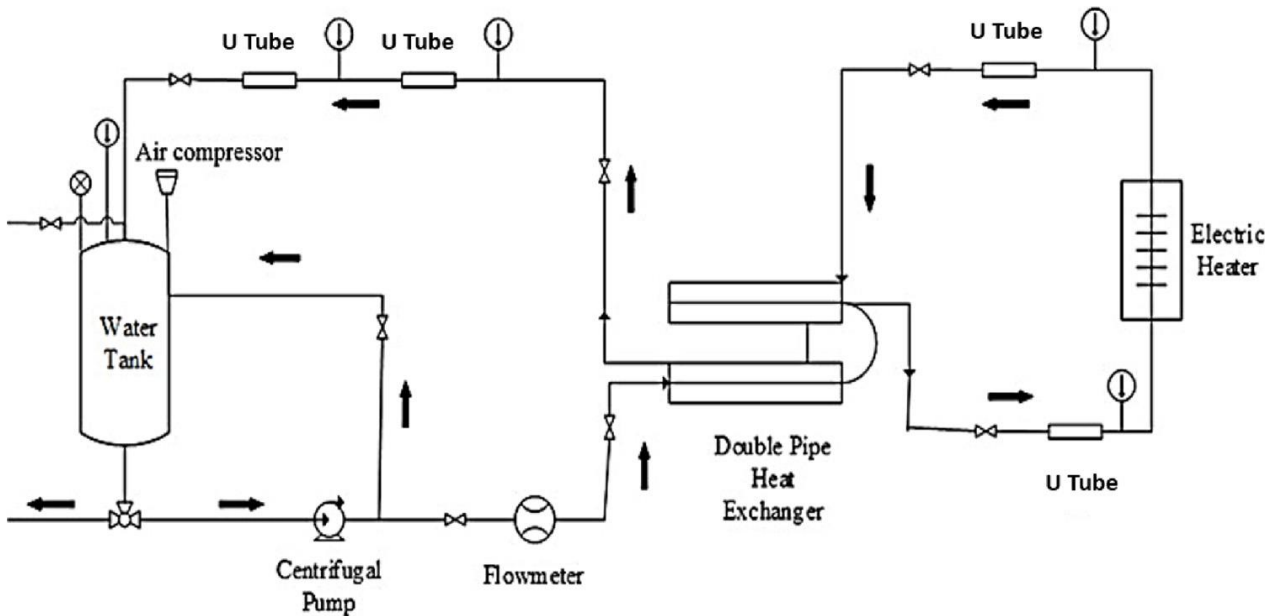 U Tube
U Tube
U Tube
Air compressor
Electric
Heater
Water
Tank
Double Pipe
Heat
Exchanger
U Tube
Centrifugal
Pump
Flowmeter